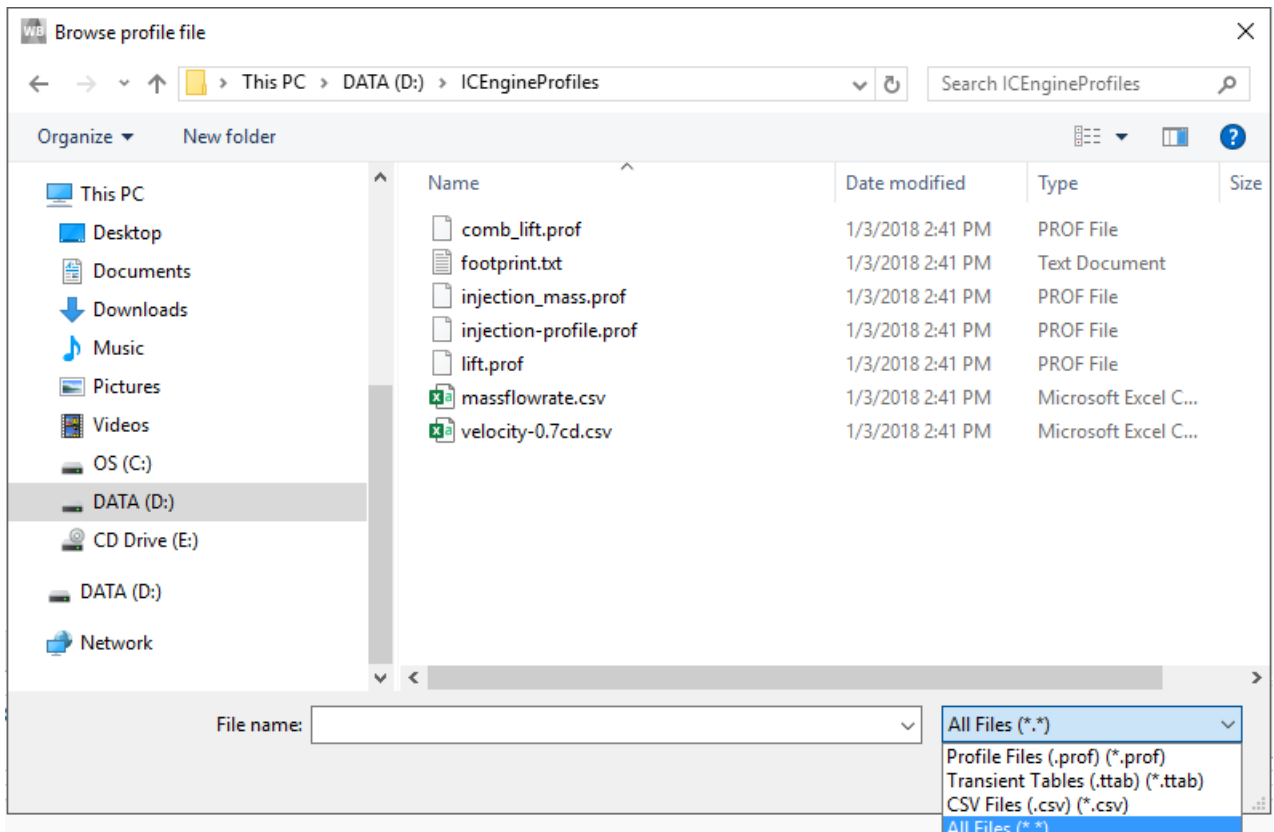 WB Browse profile file
This PC > DATA (D:) > ICEngineProfiles
Search ICEngineProfiles
Organize
New folder
?
This PC
Desktop
Documents
Downloads
Music
Pictures
Videos
OS (C:)
DATA (D:)
CD Drive (E:)
DATA (D:)
Network
Name Date modified Type Size
comb_lift.prof 1/3/2018 2:41 PM PROF File
footprint.txt 1/3/2018 2:41 PM Text Document
injection_mass.prof 1/3/2018 2:41 PM PROF File
injection-profile.prof 1/3/2018 2:41 PM PROF File
lift.prof 1/3/2018 2:41 PM PROF File
massflowrate.csv 1/3/2018 2:41 PM Microsoft Excel C...
velocity-0.7cd.csv 1/3/2018 2:41 PM Microsoft Excel C...
File name:
All Files (*.*)
Profile Files (.prof) (*.prof)
Transient Tables (.ttab) (*.ttab)
CSV Files (.csv) (*.csv)
All Files (*.*)